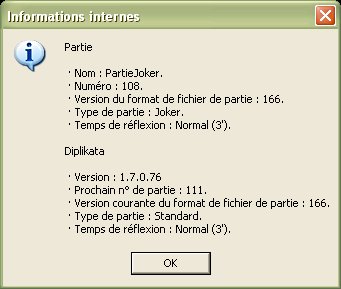 Informations internes
Partie
· Nom : PartieJoker.
· Numéro : 108.
· Version du format de fichier de partie : 166.
· Type de partie : Joker.
· Temps de réflexion : Normal (3').
Diplikata
· Version : 1.7.0.76
· Prochain n° de partie : 111.
· Version courante du format de fichier de partie : 166.
· Type de partie : Standard.
· Temps de réflexion : Normal (3').
OK